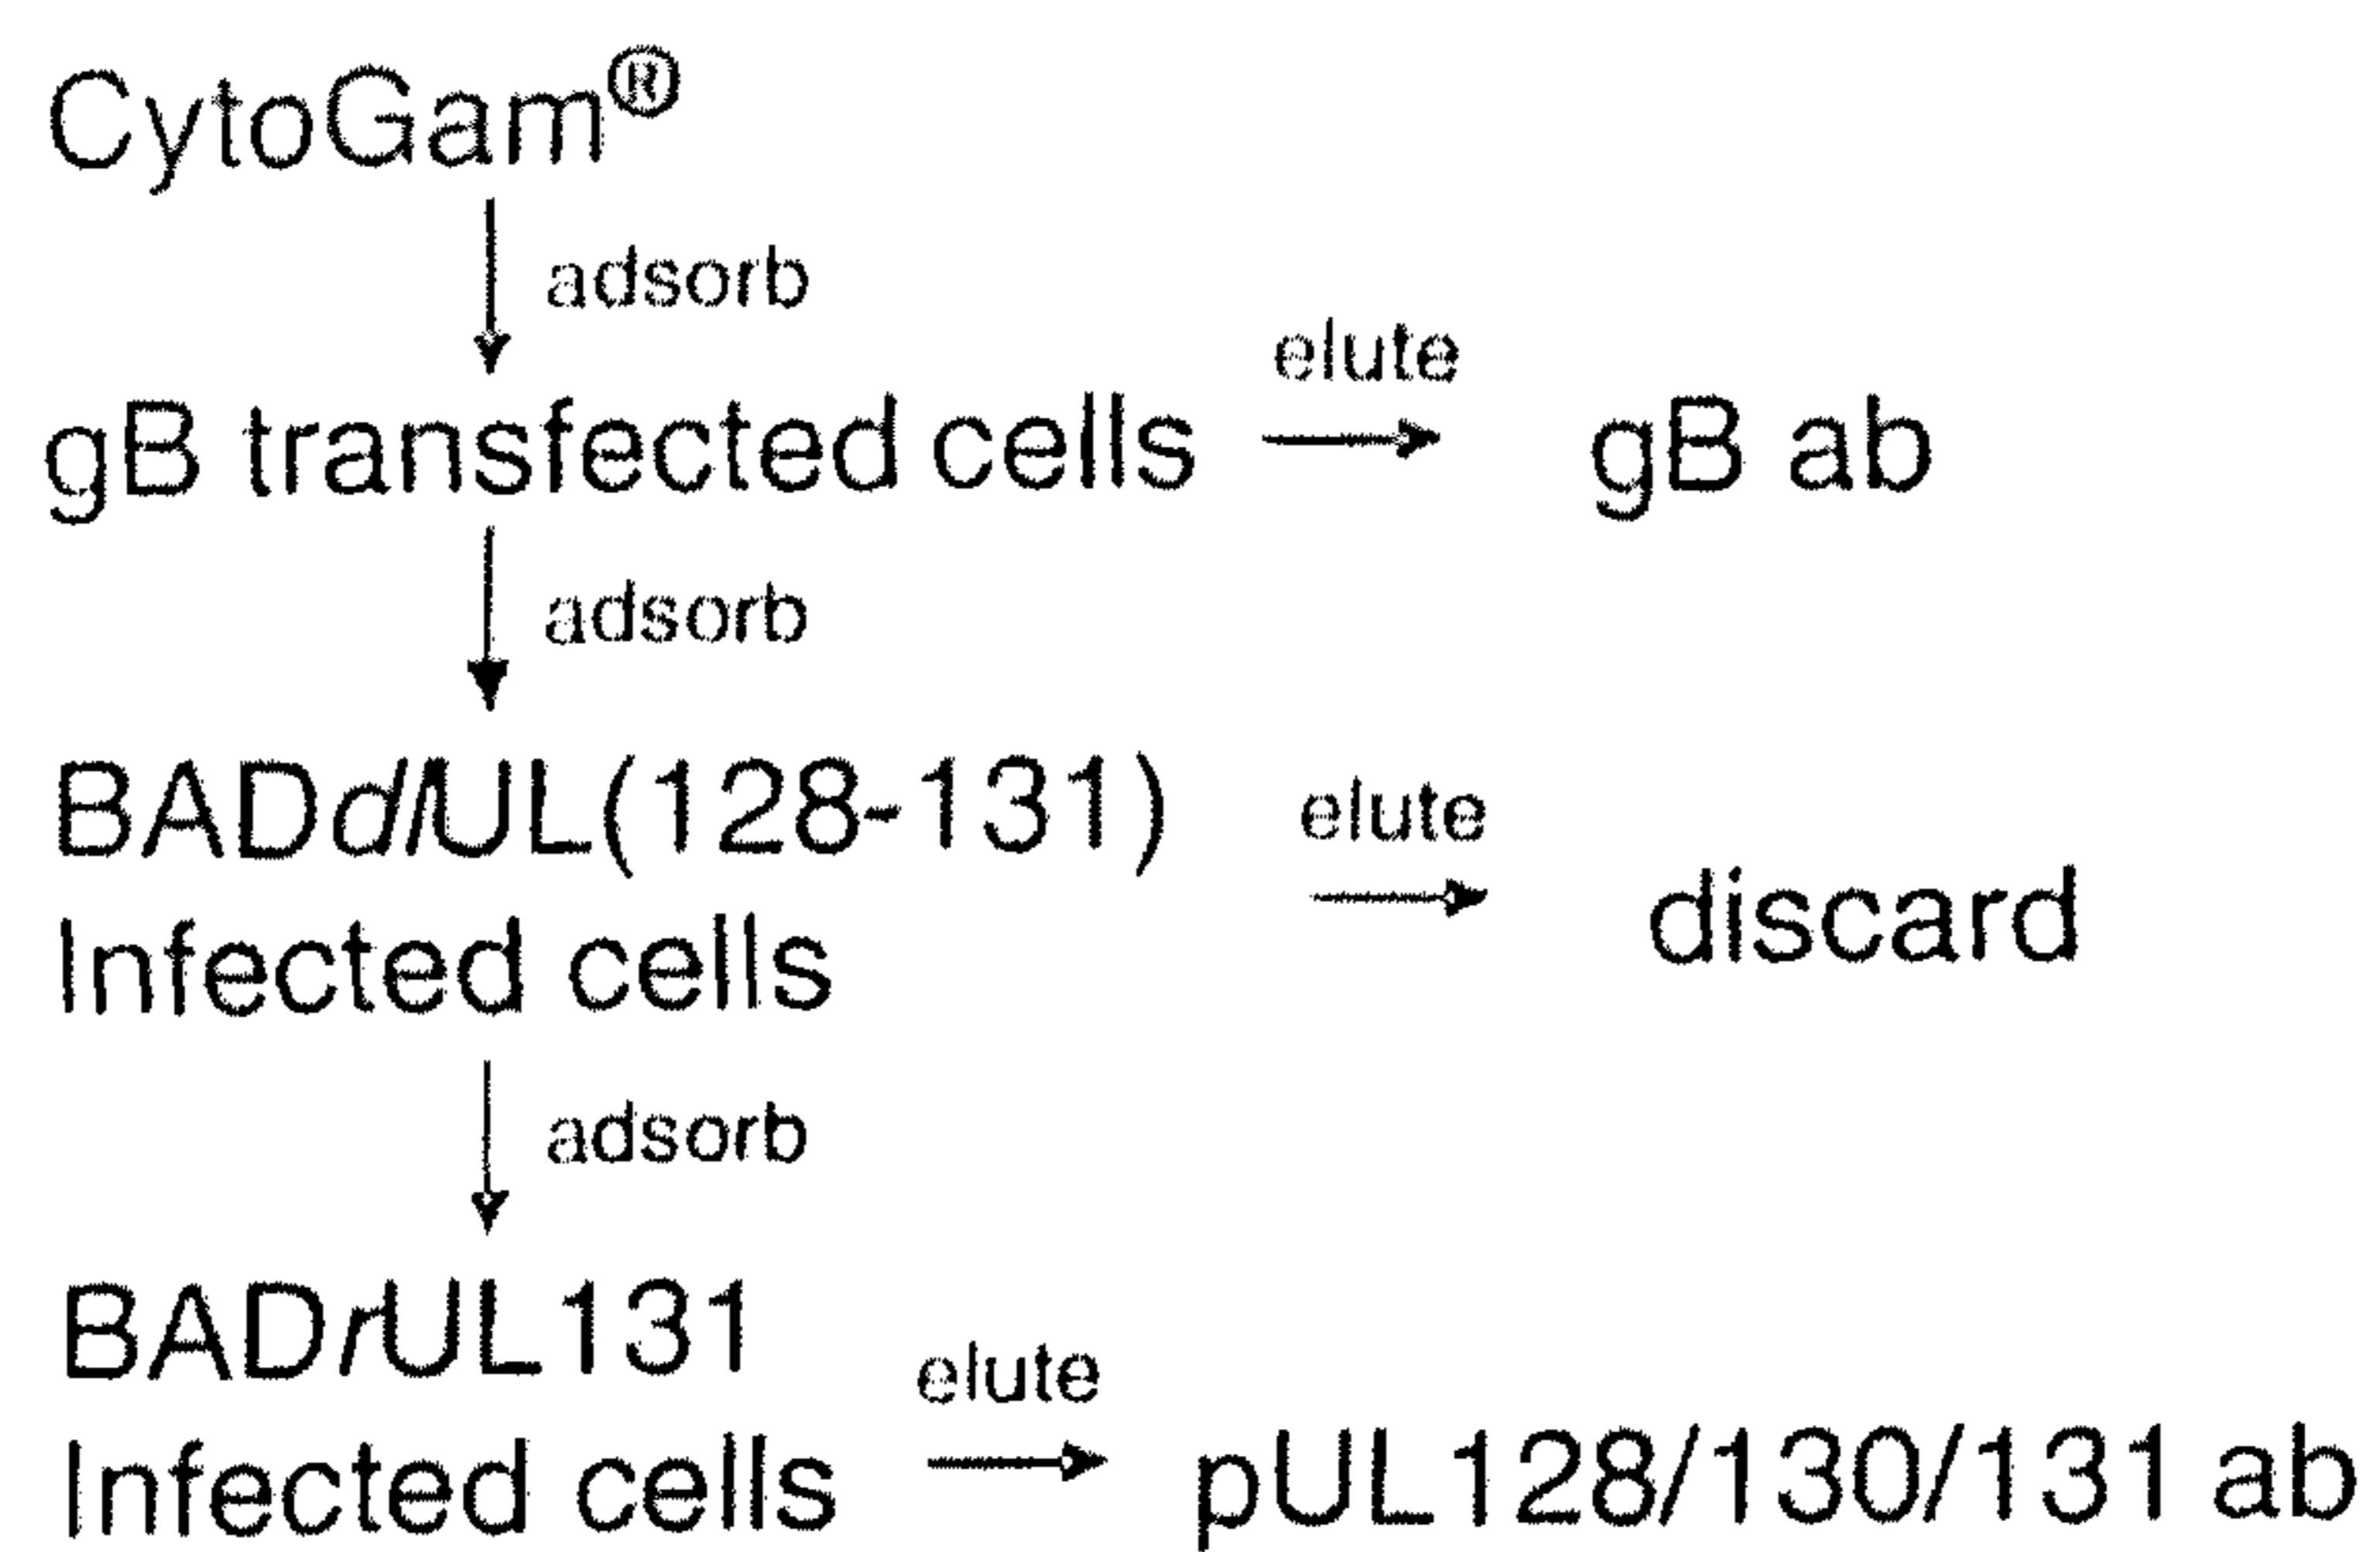 CytoGam®
adsorb
elute
gB transfected cells gB ab
adsorb
BADdlUL(128-131) elute
Infected cells discard
adsorb
BADrUL131
elute
Infected cells pUL128/130/131 ab